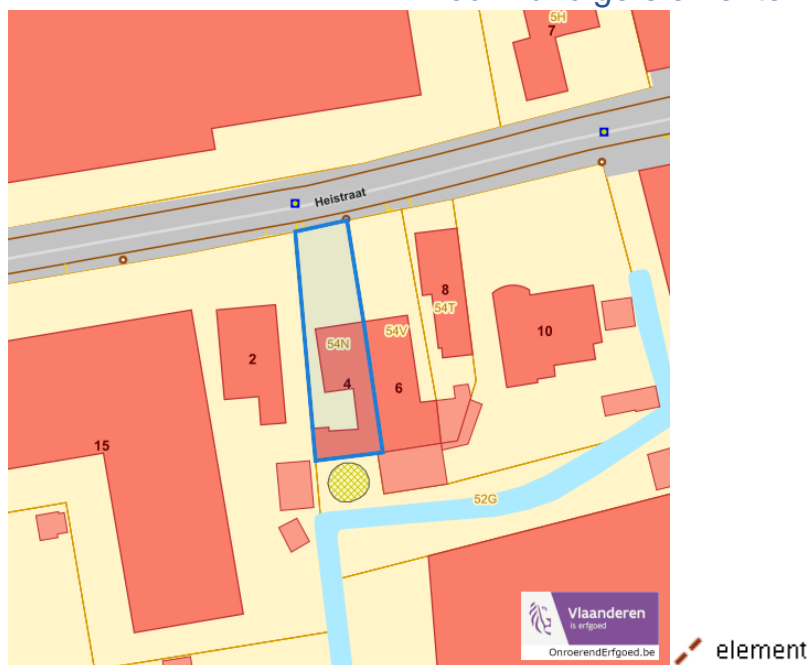 5H
7
Heistraat
8
54T
54V
54N
2
4
6
10
15
52G
Vlaanderen
is erfgoed
OnroerendErfgoed.be
element